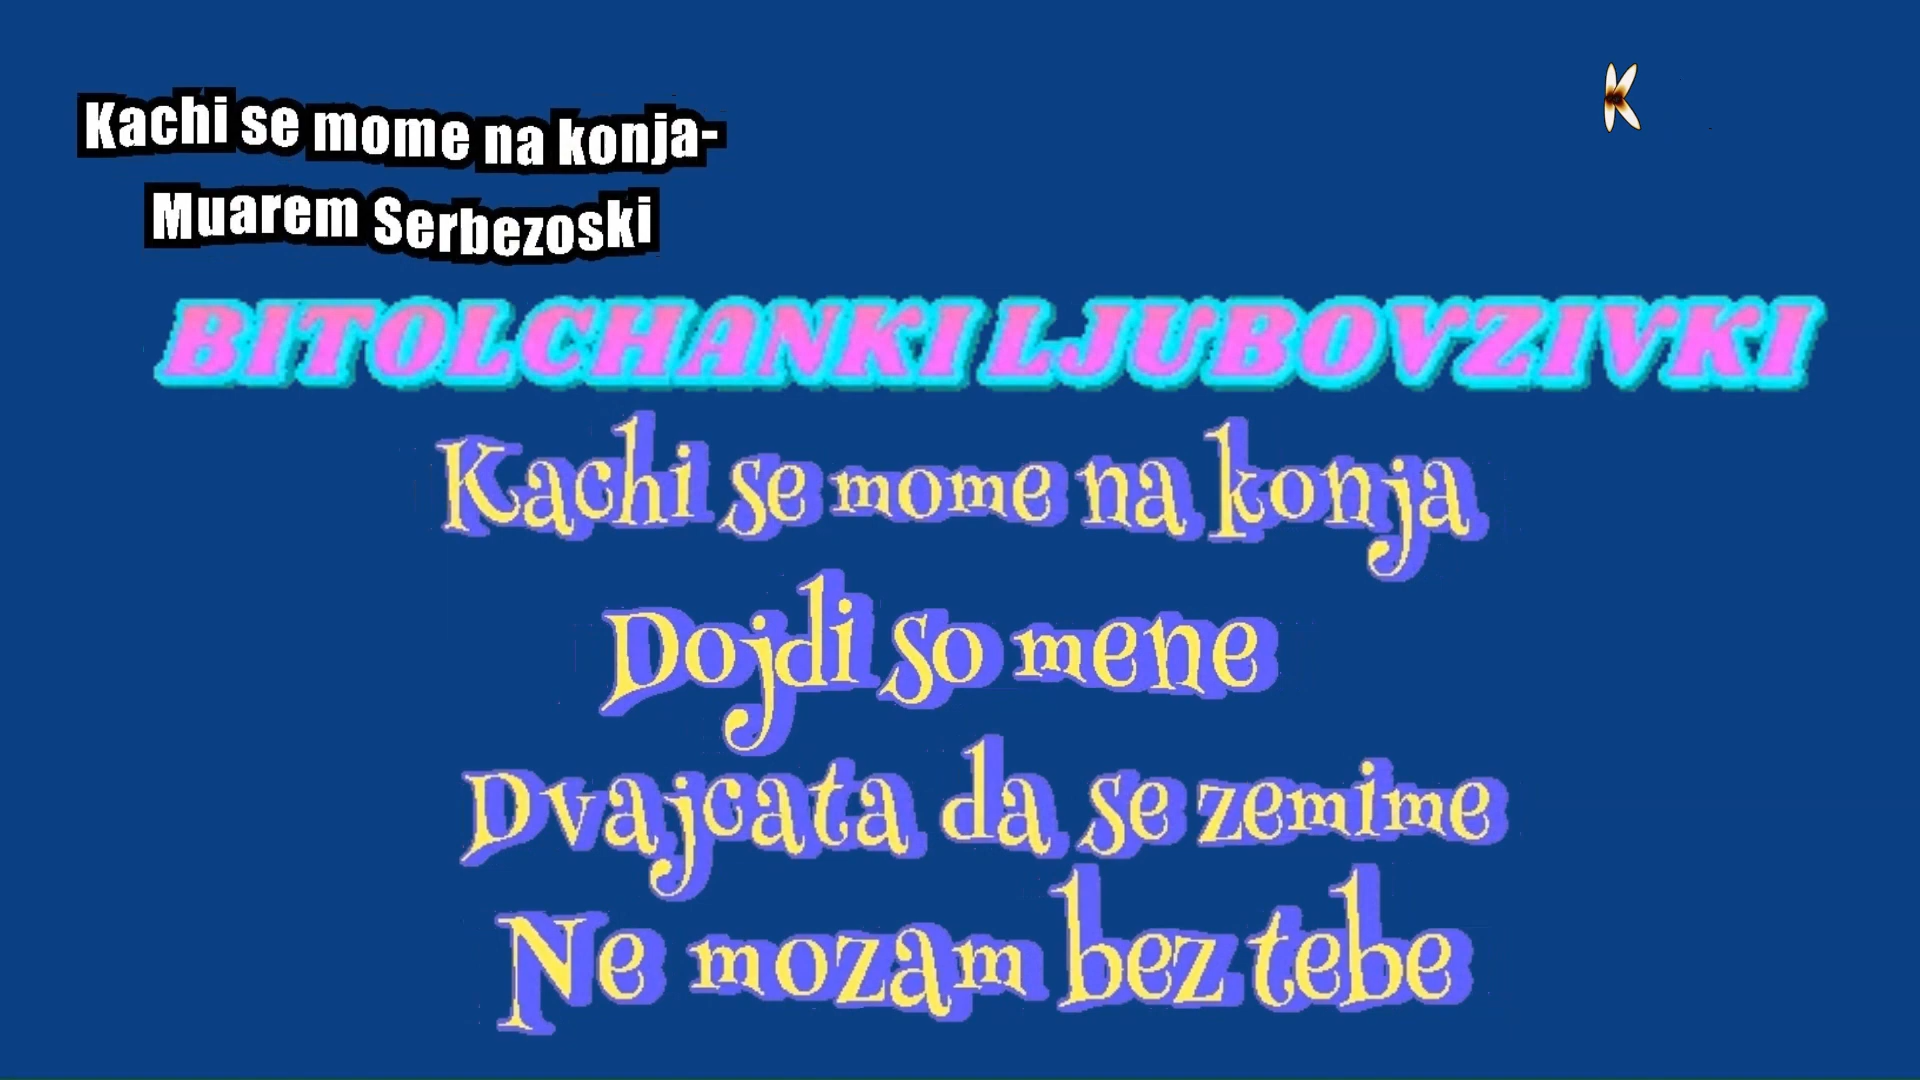 K
Kachi se mome na konja-
Muarem Serbezoski
BITOLCHANKI LJUBOVZIVKI
Kachi se mome na konja
Dojdi so mene
Dvajcata da se zemime
Ne mozam bez tebe